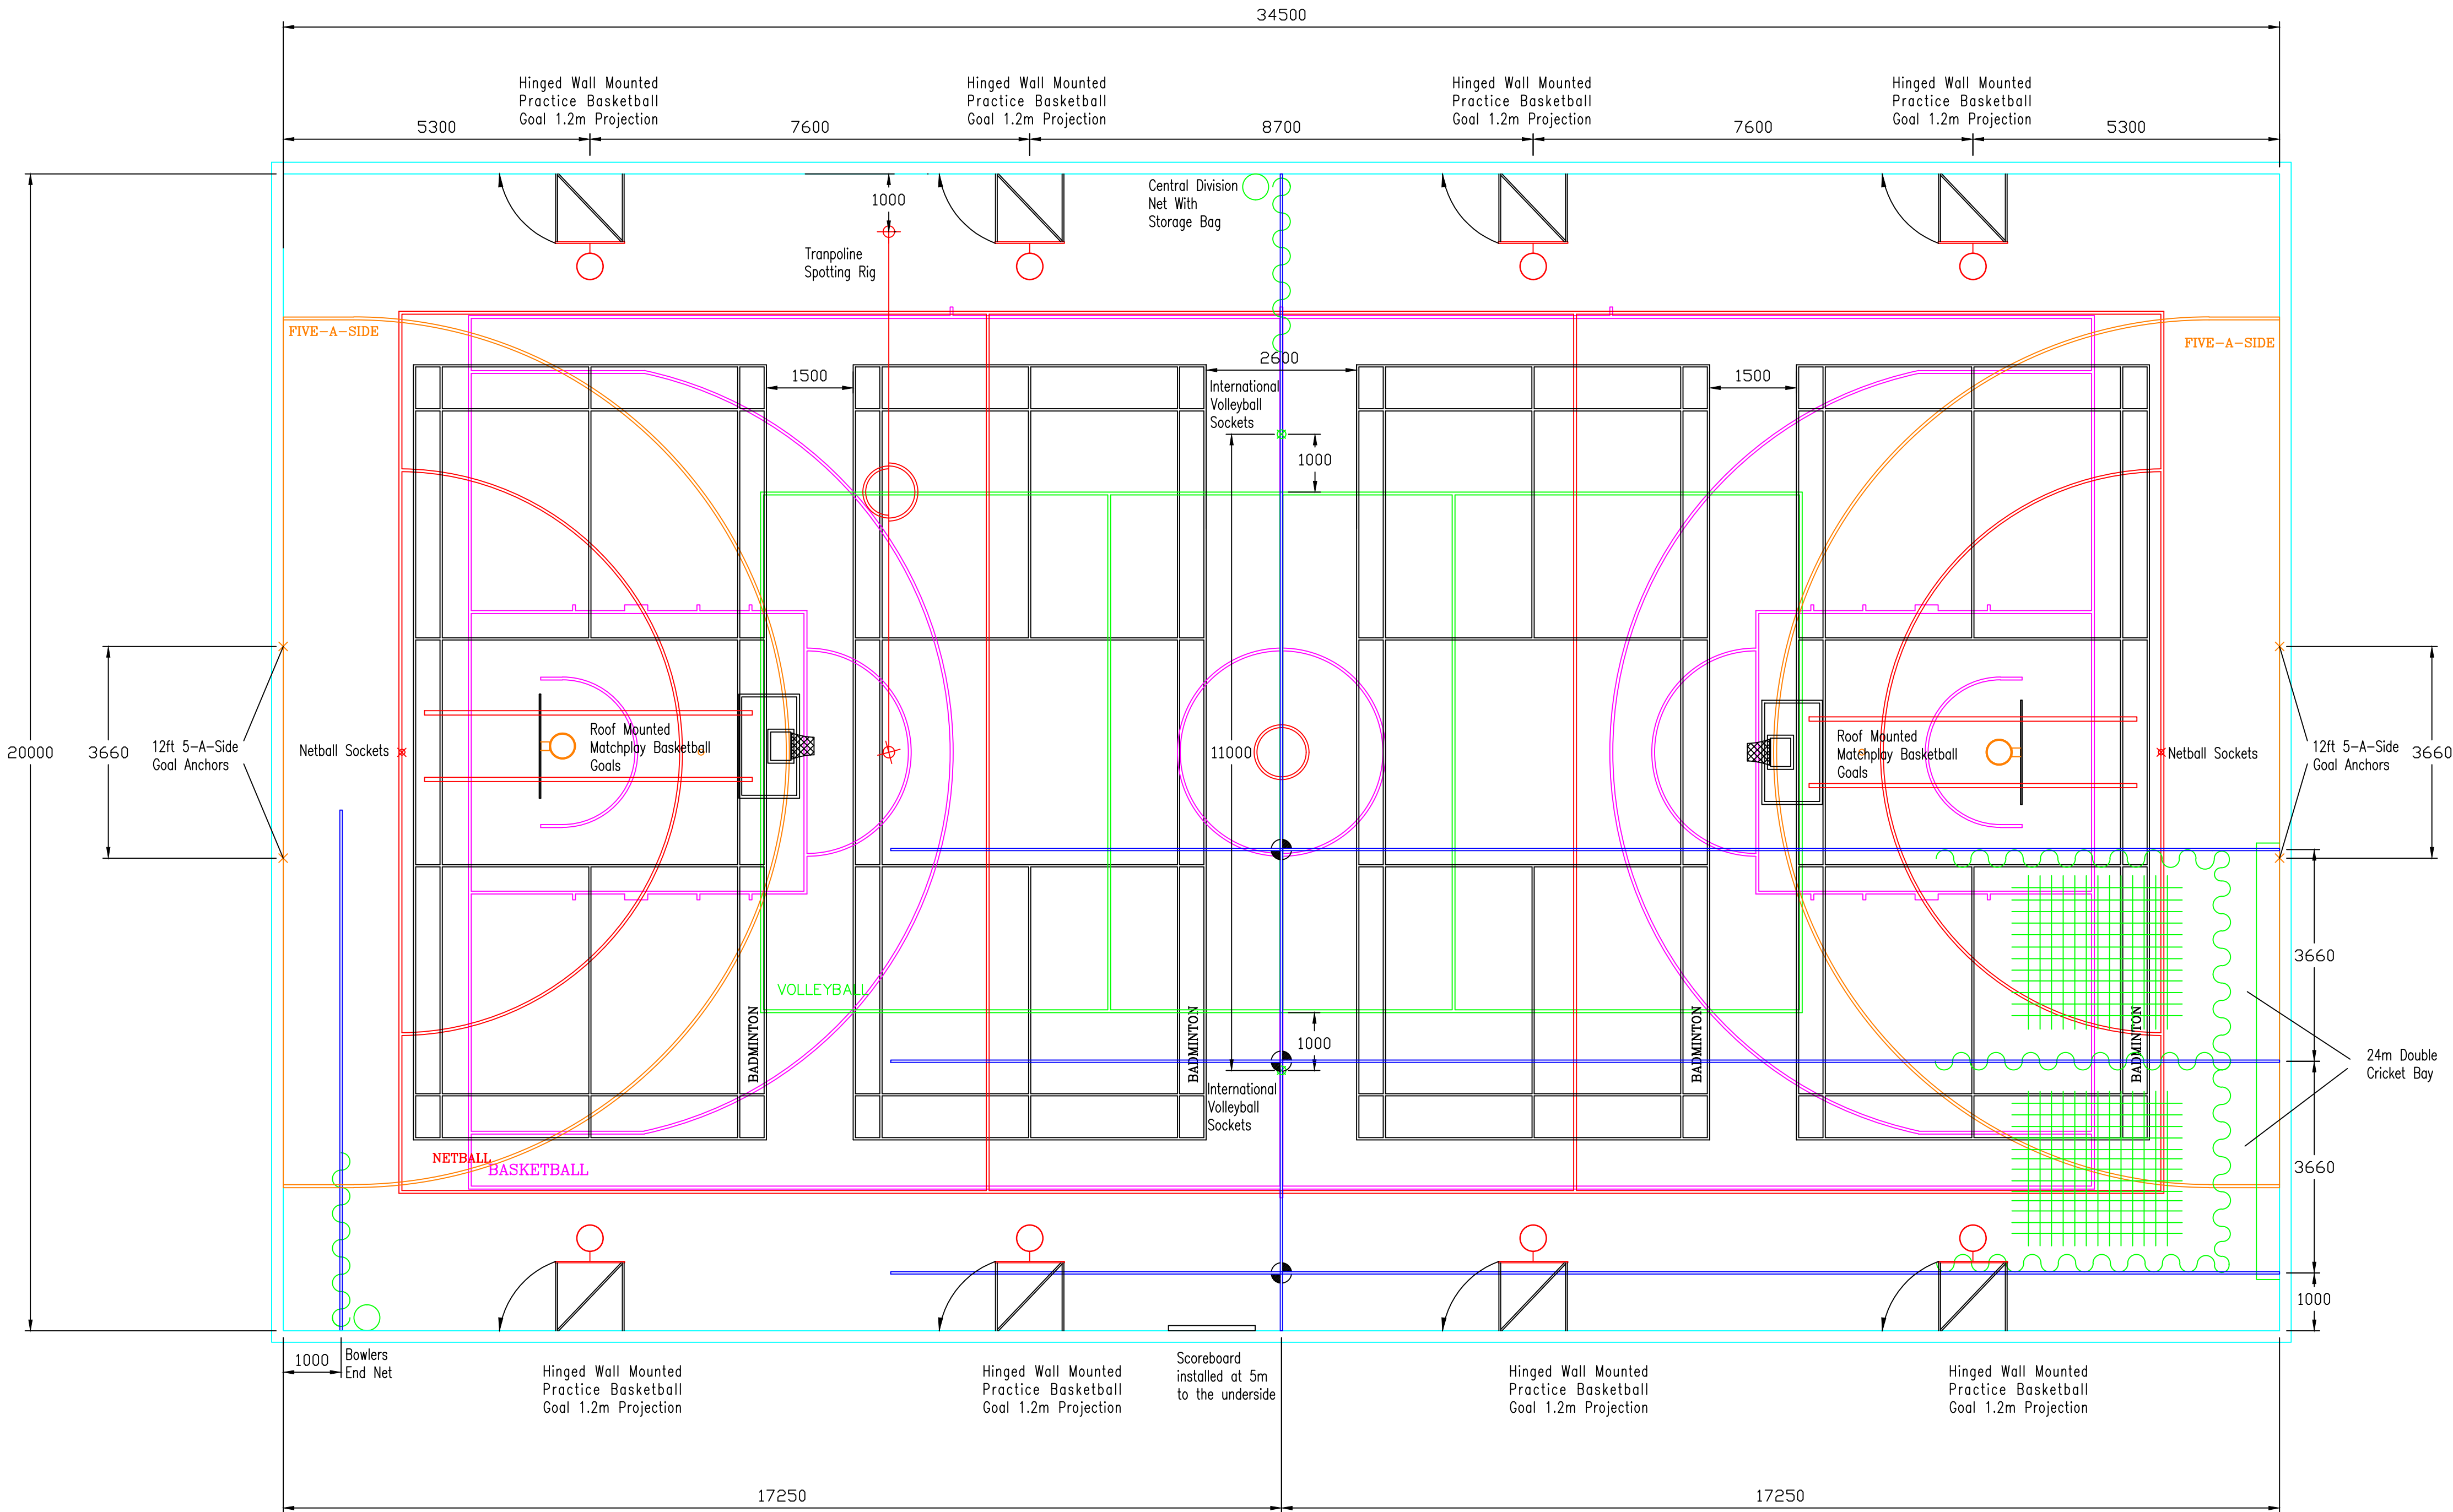 34500
Hinged Wall Mounted
Practice Basketball
Goal 1.2m Projection
Hinged Wall Mounted
Practice Basketball
Goal 1.2m Projection
Hinged Wall Mounted
Practice Basketball
Goal 1.2m Projection
Hinged Wall Mounted
Practice Basketball
Goal 1.2m Projection
5300
7600
8700
7600
5300
1000
Central Division
Net With
Storage Bag
Tranpoline
Spotting Rig
FIVE-A-SIDE
FIVE-A-SIDE
1500
2600
1500
International
Volleyball
Sockets
1000
20000
3660
12ft 5-A-Side
Goal Anchors
Netball Sockets
Roof Mounted
Matchplay Basketball
Goals
11000
Roof Mounted
Matchplay Basketball
Goals
Netball Sockets
12ft 5-A-Side
Goal Anchors
3660
3660
VOLLEYBALL
BADMINTON
BADMINTON
BADMINTON
BADMINTON
1000
24m Double
Cricket Bay
International
Volleyball
Sockets
NETBALL
BASKETBALL
3660
1000
1000
Bowlers
End Net
Hinged Wall Mounted
Practice Basketball
Goal 1.2m Projection
Hinged Wall Mounted
Practice Basketball
Goal 1.2m Projection
Scoreboard
installed at 5m
to the underside
Hinged Wall Mounted
Practice Basketball
Goal 1.2m Projection
Hinged Wall Mounted
Practice Basketball
Goal 1.2m Projection
17250
17250